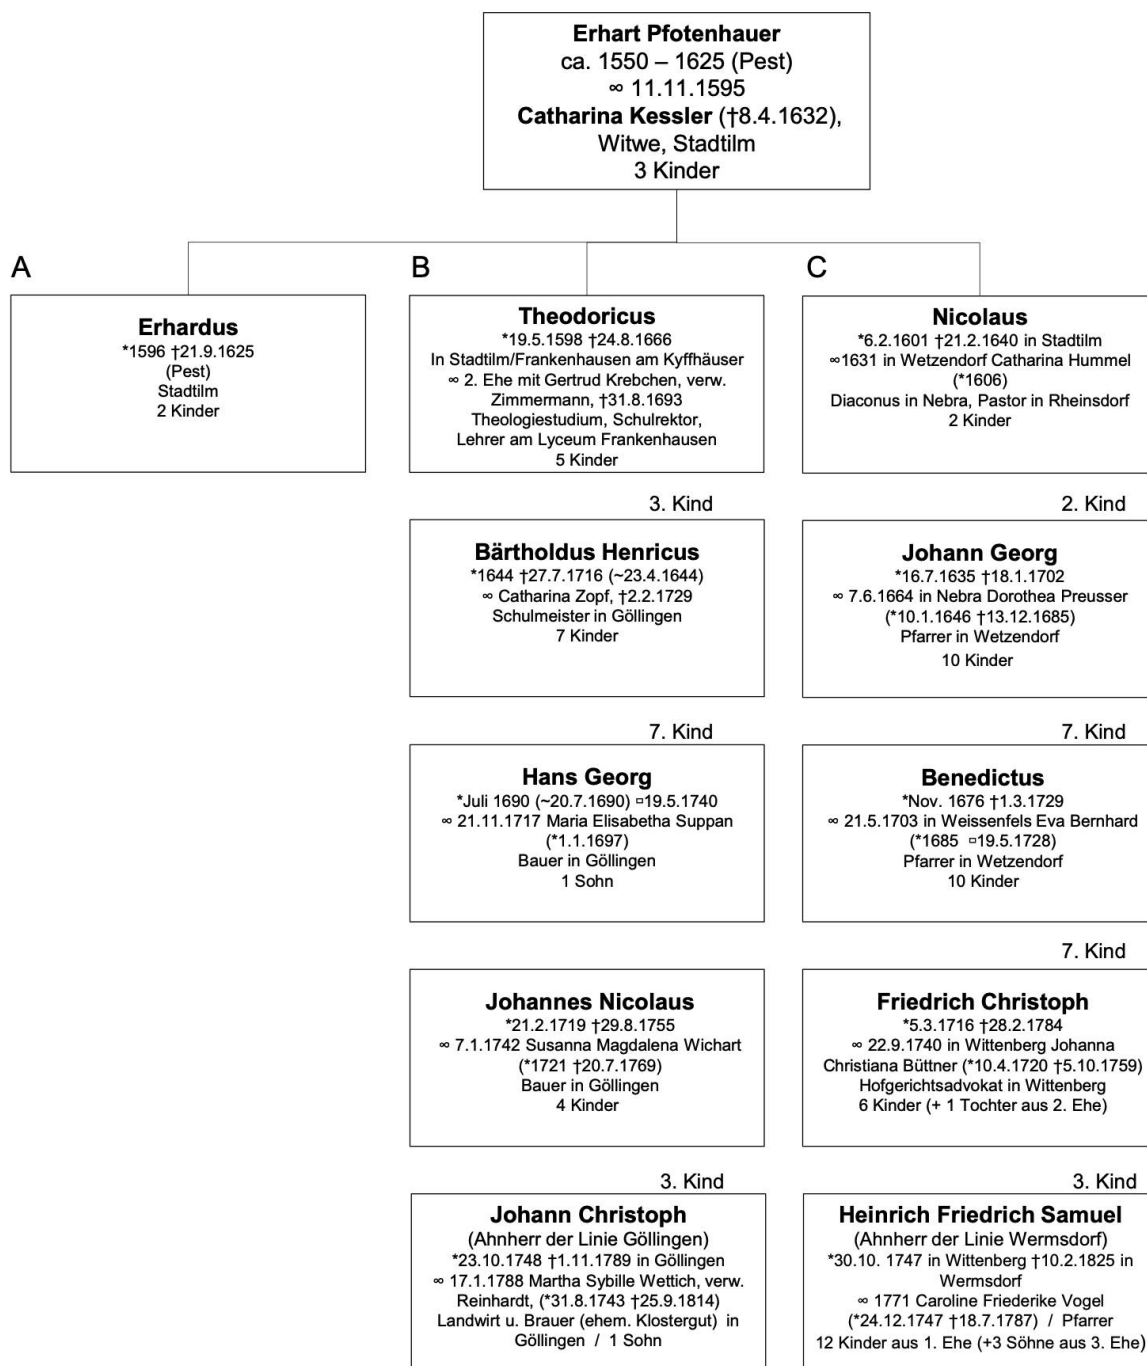 Erhart Pfotenhauer
ca. 1550 – 1625 (Pest)
∞ 11.11.1595
Catharina Kessler (†8.4.1632),
Witwe, Stadtilm
3 Kinder
A
Erhardus
*1596 †21.9.1625
(Pest)
Stadtilm
2 Kinder
B
Theodoricus
*19.5.1598 †24.8.1666
In Stadtilm/Frankenhausen am Kyffhäuser
∞ 2. Ehe mit Gertrud Krebchen, verw.
Zimmermann, †31.8.1693
Theologiestudium, Schulrektor,
Lehrer am Lyceum Frankenhausen
5 Kinder
3. Kind
Bärtholdus Henricus
*1644 †27.7.1716 (~23.4.1644)
∞ Catharina Zopf, †2.2.1729
Schulmeister in Göllingen
7 Kinder
7. Kind
Hans Georg
*Juli 1690 (~20.7.1690) □19.5.1740
∞ 21.11.1717 Maria Elisabetha Suppan
(*1.1.1697)
Bauer in Göllingen
1 Sohn
Johannes Nicolaus
*21.2.1719 †29.8.1755
∞ 7.1.1742 Susanna Magdalena Wichart
(*1721 †20.7.1769)
Bauer in Göllingen
4 Kinder
3. Kind
Johann Christoph
(Ahnherr der Linie Göllingen)
*23.10.1748 †1.11.1789 in Göllingen
∞ 17.1.1788 Martha Sybille Wettich, verw.
Reinhardt, (*31.8.1743 †25.9.1814)
Landwirt u. Brauer (ehem. Klostergut) in
Göllingen / 1 Sohn
C
Nicolaus
*6.2.1601 †21.2.1640 in Stadtilm
∞1631 in Wetzendorf Catharina Hummel
(*1606)
Diaconus in Nebra, Pastor in Rheinsdorf
2 Kinder
2. Kind
Johann Georg
*16.7.1635 †18.1.1702
∞ 7.6.1664 in Nebra Dorothea Preusser
(*10.1.1646 †13.12.1685)
Pfarrer in Wetzendorf
10 Kinder
7. Kind
Benedictus
*Nov. 1676 †1.3.1729
∞ 21.5.1703 in Weissenfels Eva Bernhard
(*1685 □19.5.1728)
Pfarrer in Wetzendorf
10 Kinder
7. Kind
Friedrich Christoph
*5.3.1716 †28.2.1784
∞ 22.9.1740 in Wittenberg Johanna
Christiana Büttner (*10.4.1720 †5.10.1759)
Hofgerichtsadvokat in Wittenberg
6 Kinder (+ 1 Tochter aus 2. Ehe)
3. Kind
Heinrich Friedrich Samuel
(Ahnherr der Linie Wermsdorf)
*30.10. 1747 in Wittenberg †10.2.1825 in
Wermsdorf
∞ 1771 Caroline Friederike Vogel
(*24.12.1747 †18.7.1787) / Pfarrer
12 Kinder aus 1. Ehe (+3 Söhne aus 3. Ehe)